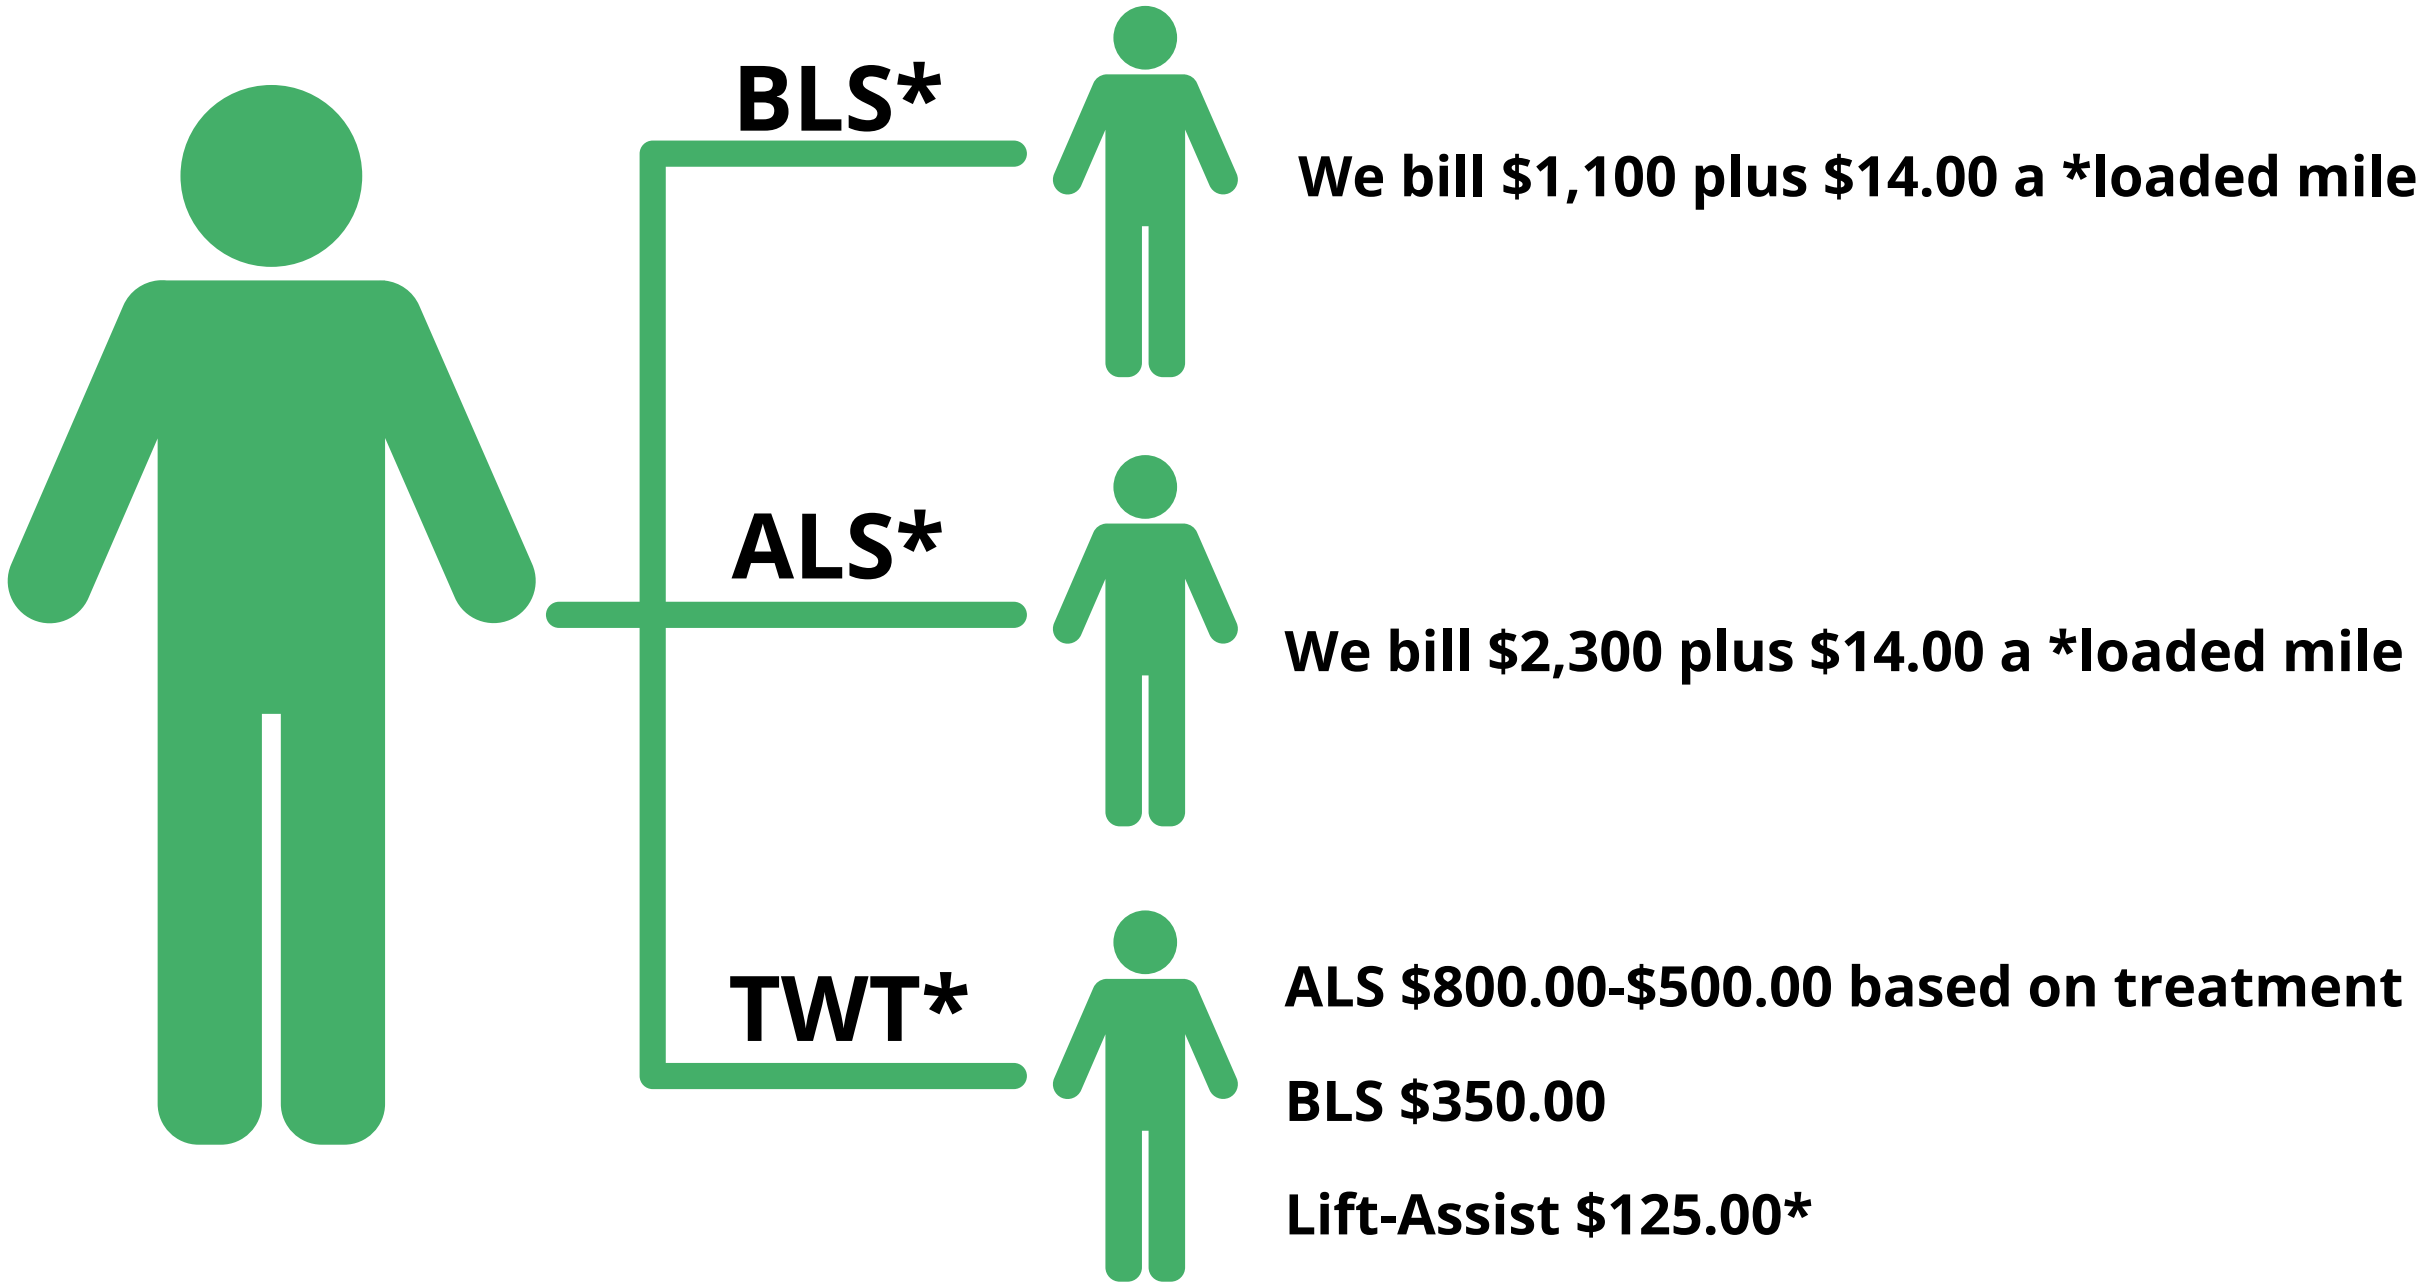 BLS*
We bill $1,100 plus $14.00 a *loaded mile
ALS*
We bill $2,300 plus $14.00 a *loaded mile
TWT*
ALS $800.00-$500.00 based on treatment
BLS $350.00
Lift-Assist $125.00*